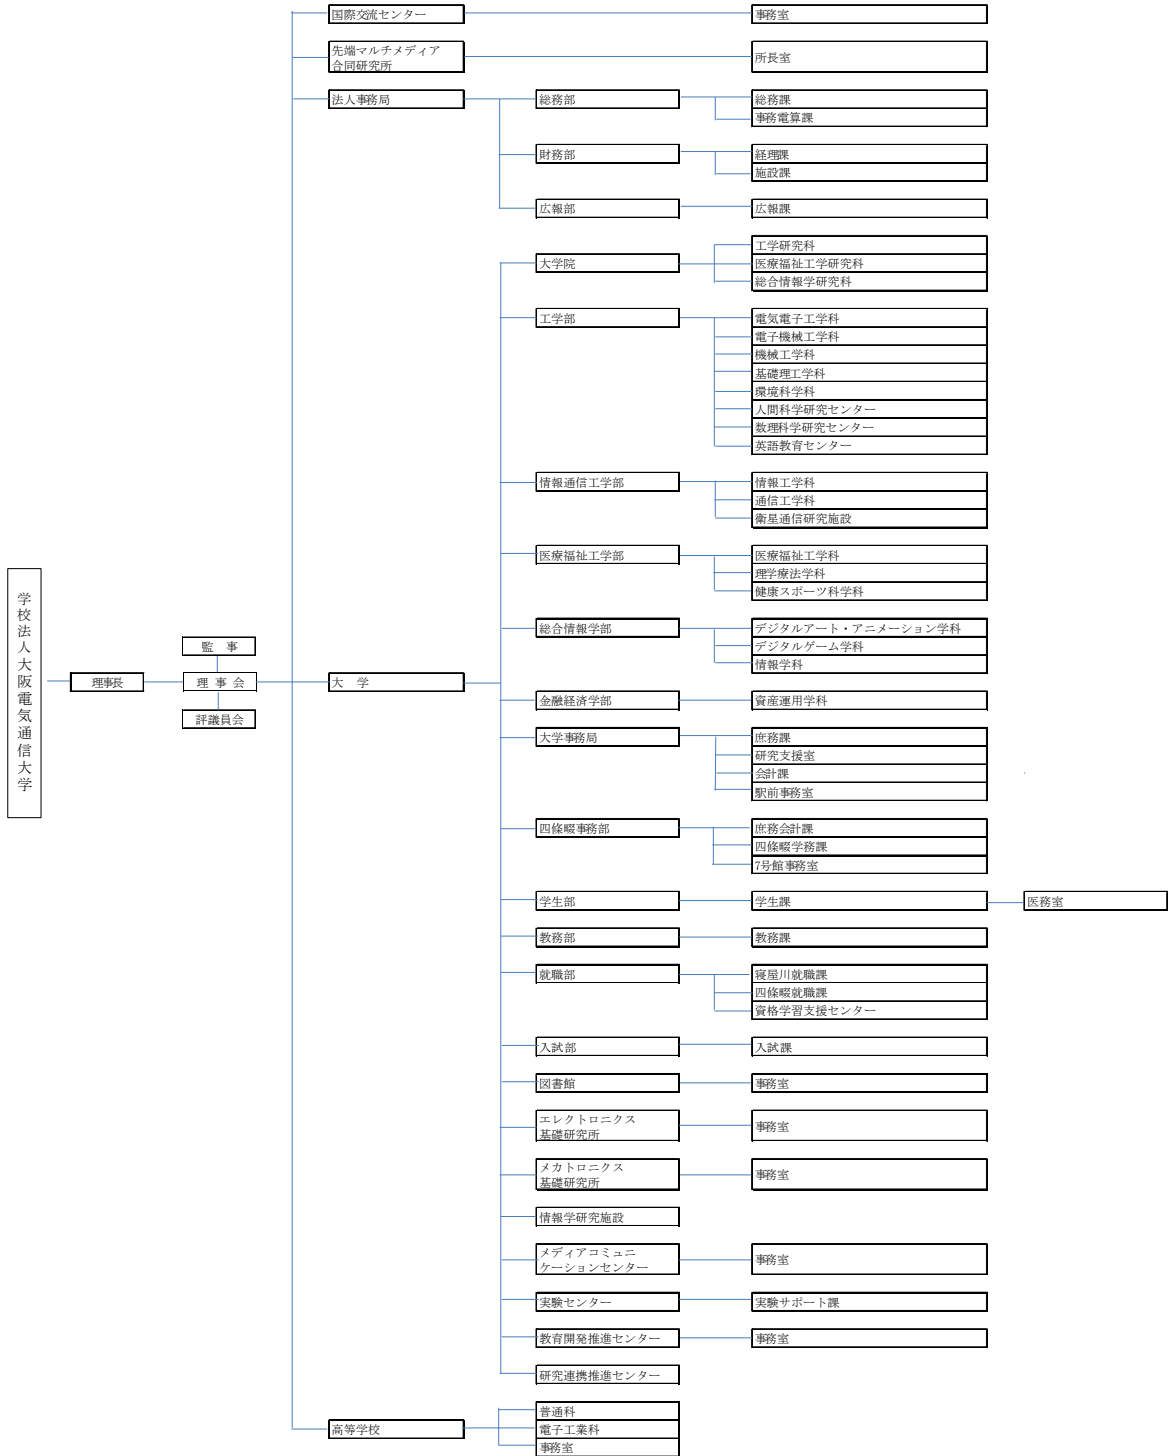 国際交流センター
事務室
先端マルチメディア
合同研究所
所長室
法人事務局
総務部
総務課
事務電算課
財務部
経理課
施設課
広報部
広報課
大学院
工学研究科
医療福祉工学研究科
総合情報学研究科
工学部
電気電子工学科
電子機械工学科
機械工学科
基礎理工学科
環境科学科
人間科学研究センター
数理科学研究センター
英語教育センター
情報通信工学部
情報工学科
通信工学科
衛星通信研究施設
医療福祉工学部
医療福祉工学科
理学療法学科
健康スポーツ科学科
学校法人大阪電気通信大学
理事長
監 事
理 事 会
評議員会
大 学
総合情報学部
デジタルアート・アニメーション学科
デジタルゲーム学科
情報学科
金融経済学部
資産運用学科
大学事務局
庶務課
研究支援室
会計課
駅前事務室
四條畷事務部
庶務会計課
四條畷学務課
7号館事務室
学生部
学生課
医務室
教務部
教務課
就職部
寝屋川就職課
四條畷就職課
資格学習支援センター
入試部
入試課
図書館
事務室
エレクトロニクス
基礎研究所
事務室
メカトロニクス
基礎研究所
事務室
情報学研究施設
メディアコミュニ
ケーションセンター
事務室
実験センター
実験サポート課
教育開発推進センター
事務室
研究連携推進センター
高等学校
普通科
電子工業科
事務室